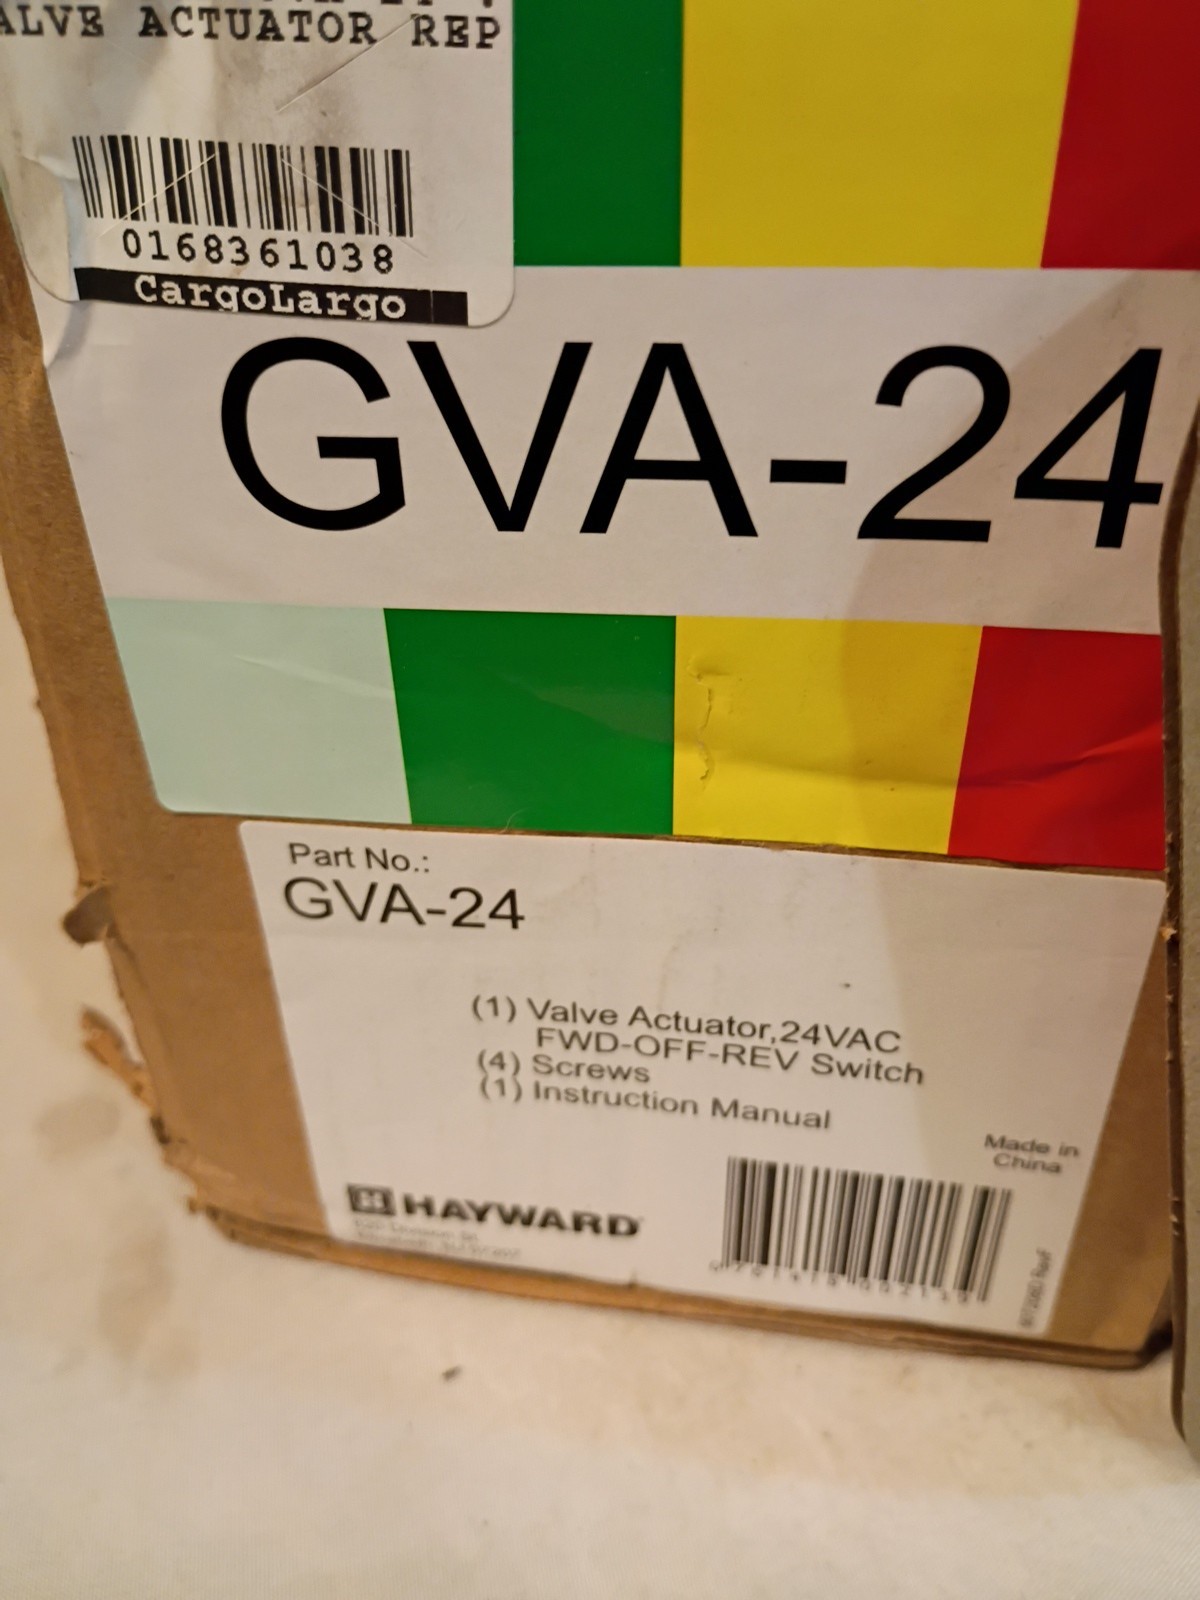 ALVE ACTUATOR REP
0168361038
CargoLargo
GVA-24
Part No.:
GVA-24
(1) Valve Actuator,24VAC
FWD-OFF-REV Switch
(4) Screws
(1) Instruction Manual
Made in
China
HAYWARD